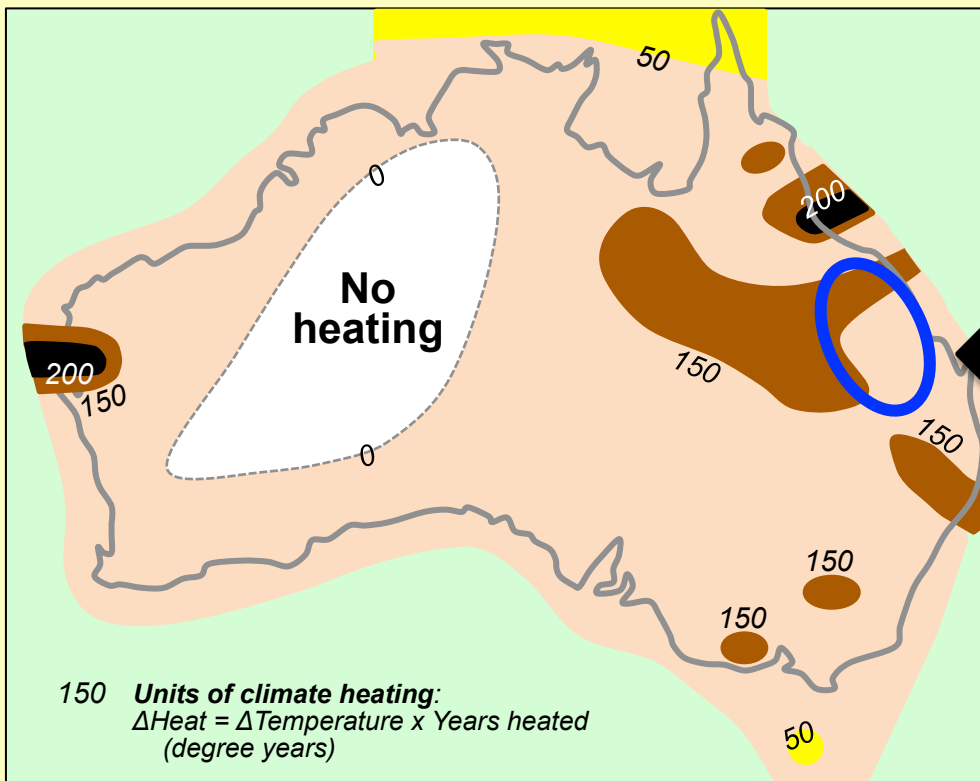 50
0
200
No
heating
150
200
150
150
0
150
150
150 Units of climate heating:
ΔHeat = ΔTemperature x Years heated
(degree years)
50